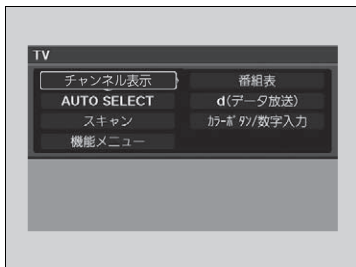 TV
チャンネル表示
番組表
AUTO SELECT
d(データ放送)
スキャン
ｶﾗｰﾎﾞﾀﾝ/数字入力
機能メニュー